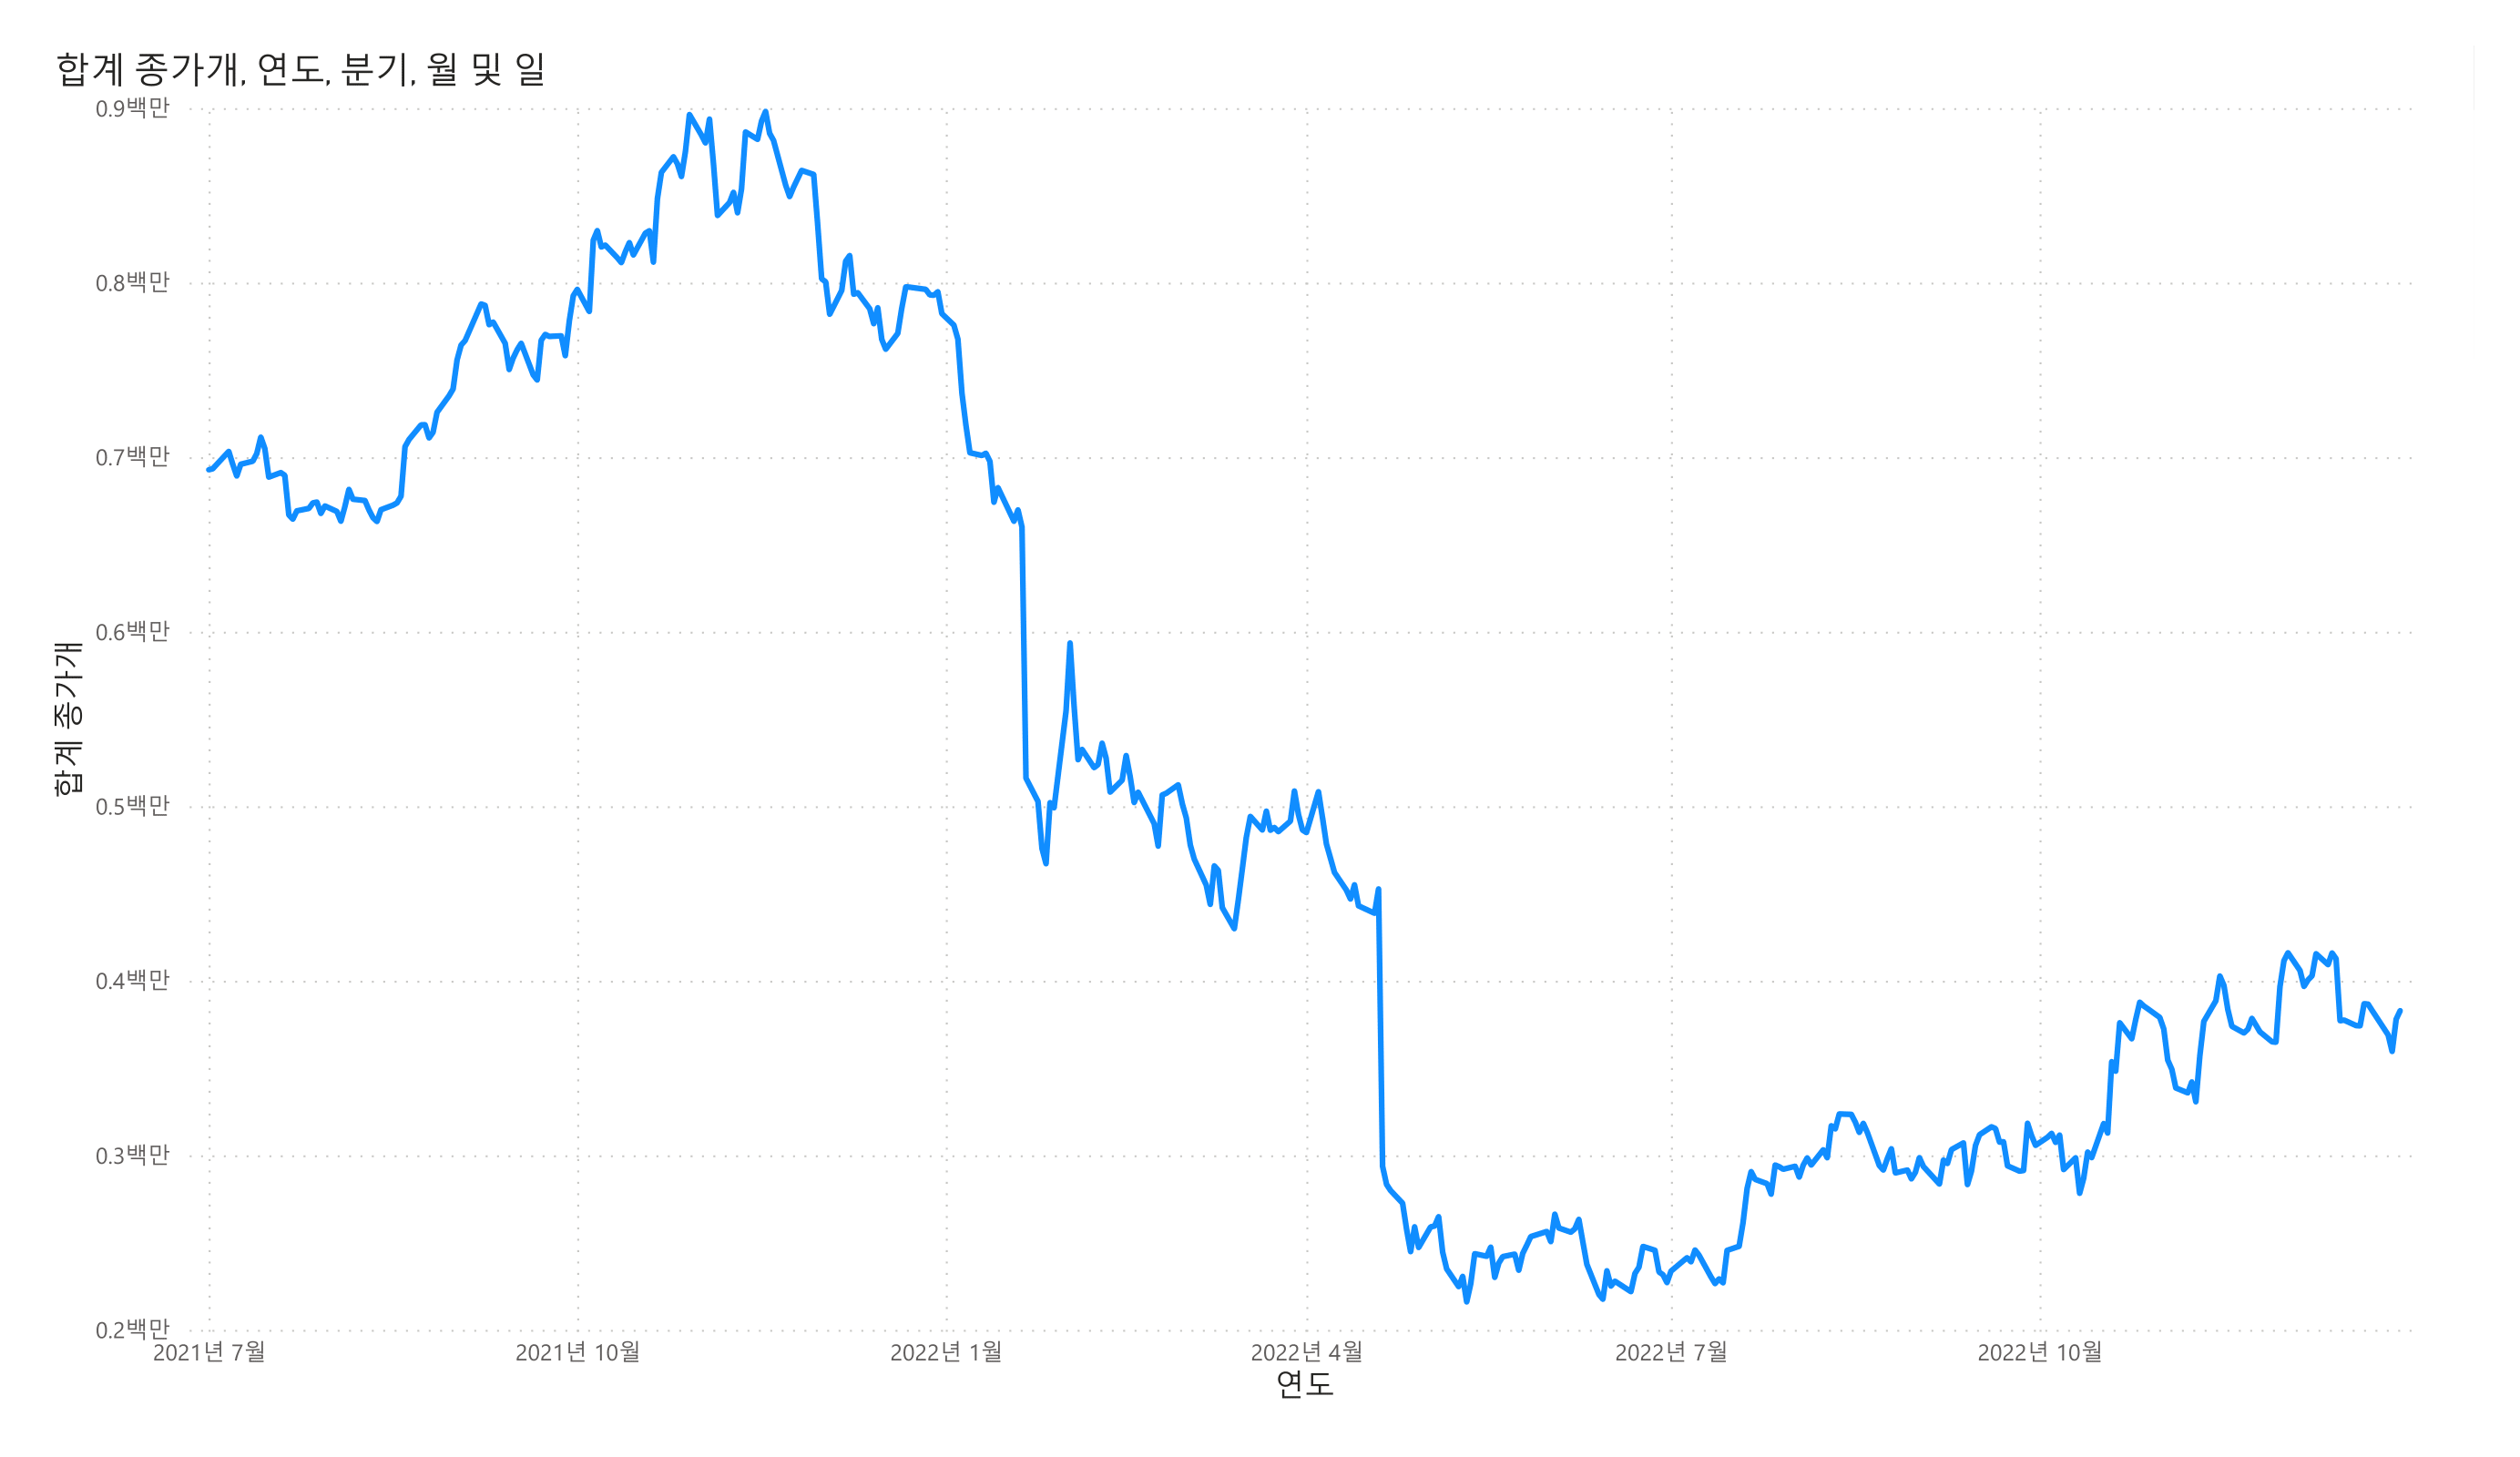 합계 종가개, 연도, 분기, 월 및 일
0.9백만
0.8백만
0.7백만
0.6백만
0.5백만
0.4백만
0.3백만
0.2백만
합계 종가개
2021년 7월
2021년 10월
2022년 1월
2022년 4월
2022년 7월
2022년 10월
연도